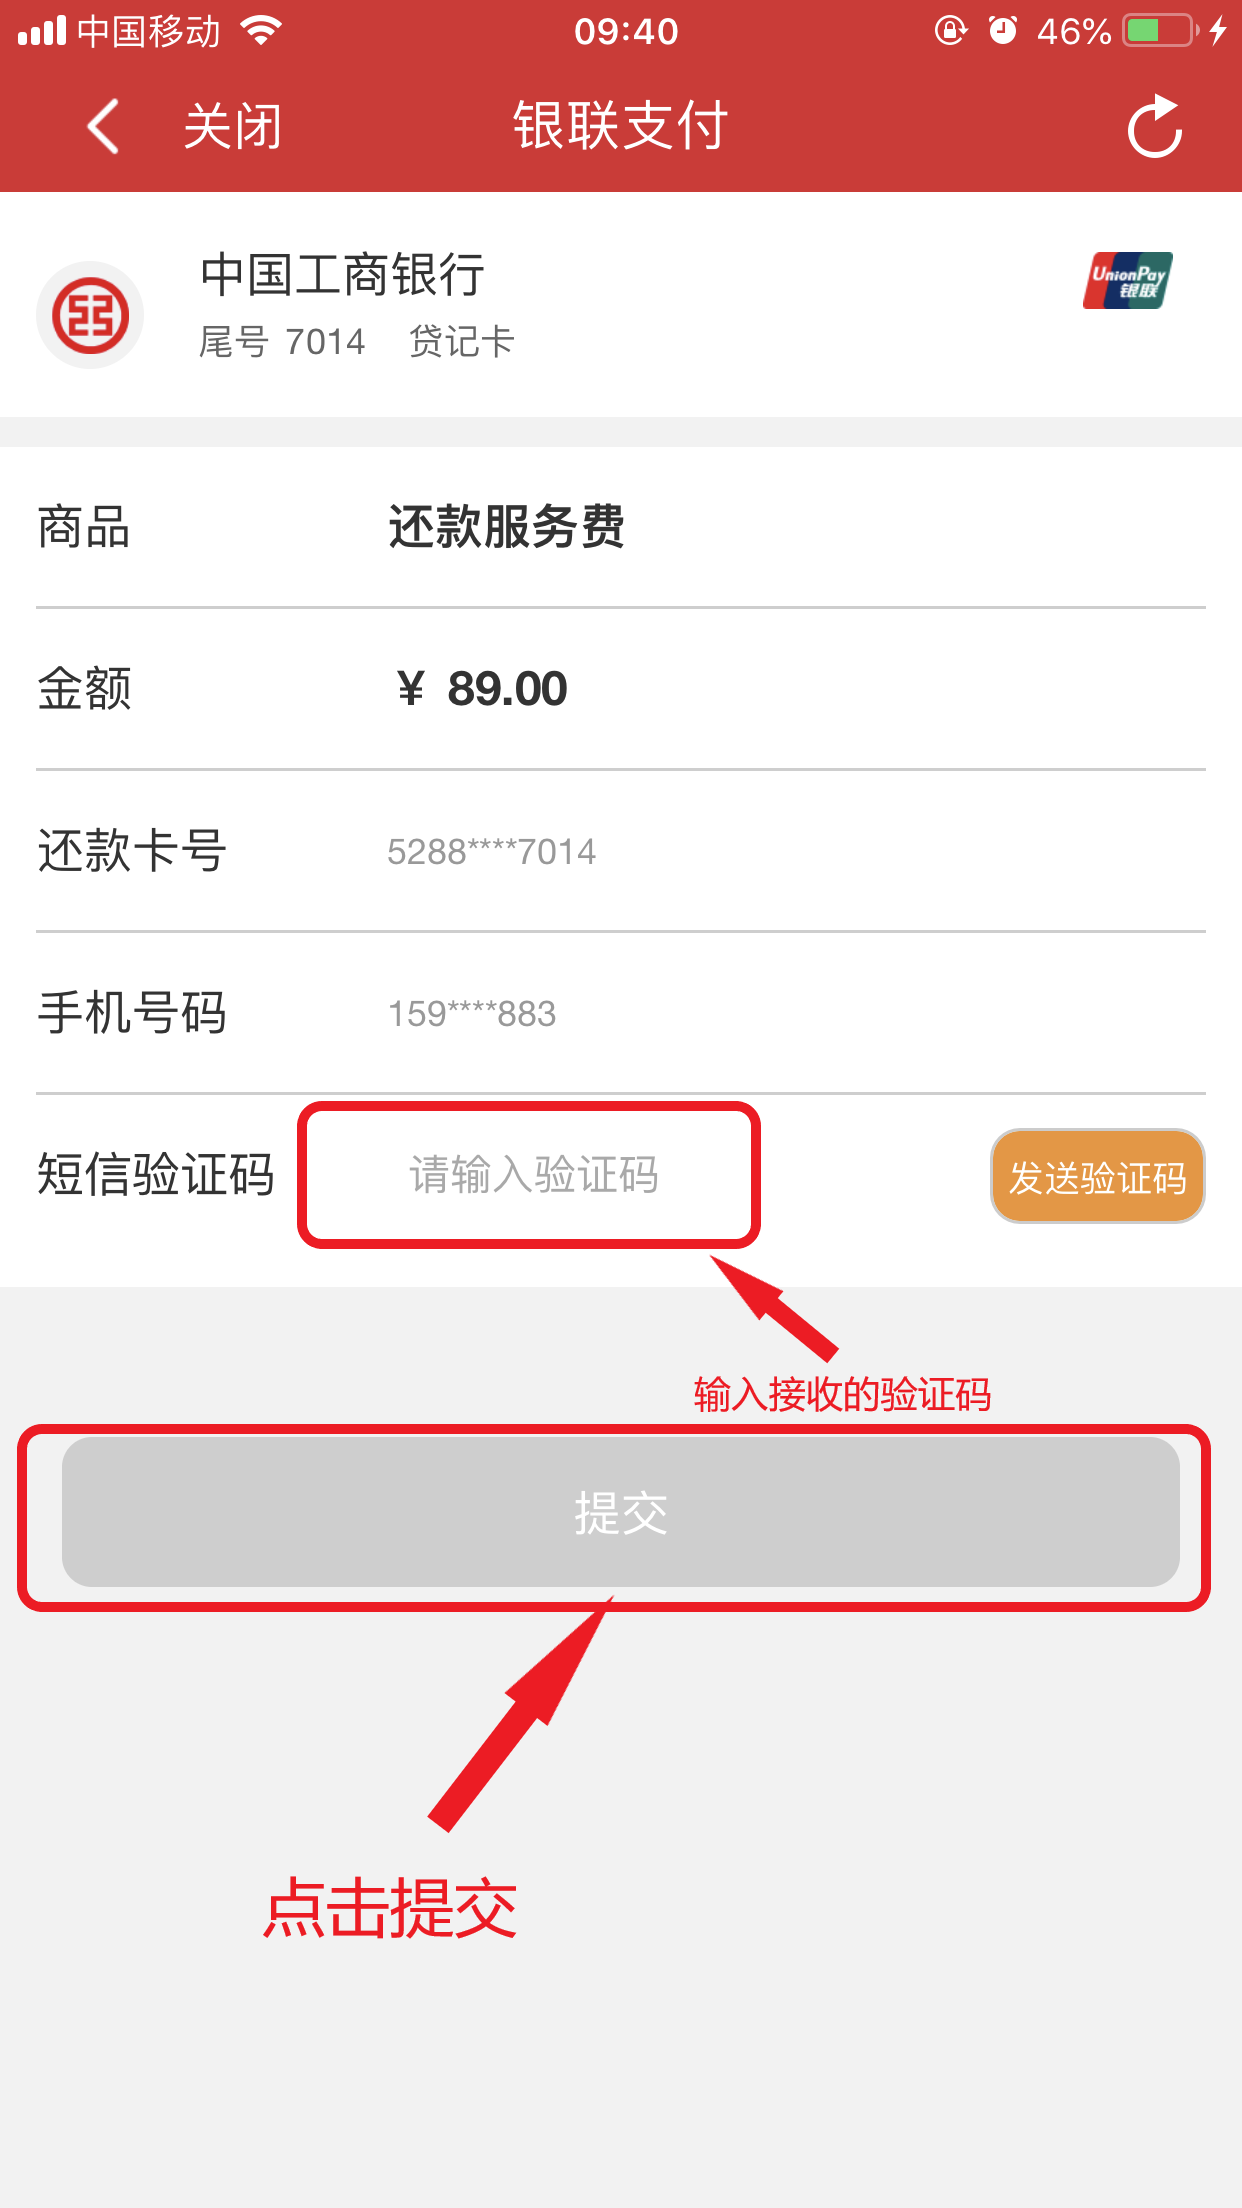 中国移动 09:40 46%
关闭 银联支付
中国工商银行
UnionPay
银联
尾号 7014 贷记卡
商品 还款服务费
金额 ¥ 89.00
还款卡号 5288****7014
手机号码 159****883
短信验证码 请输入验证码 发送验证码
输入接收的验证码
提交
点击提交